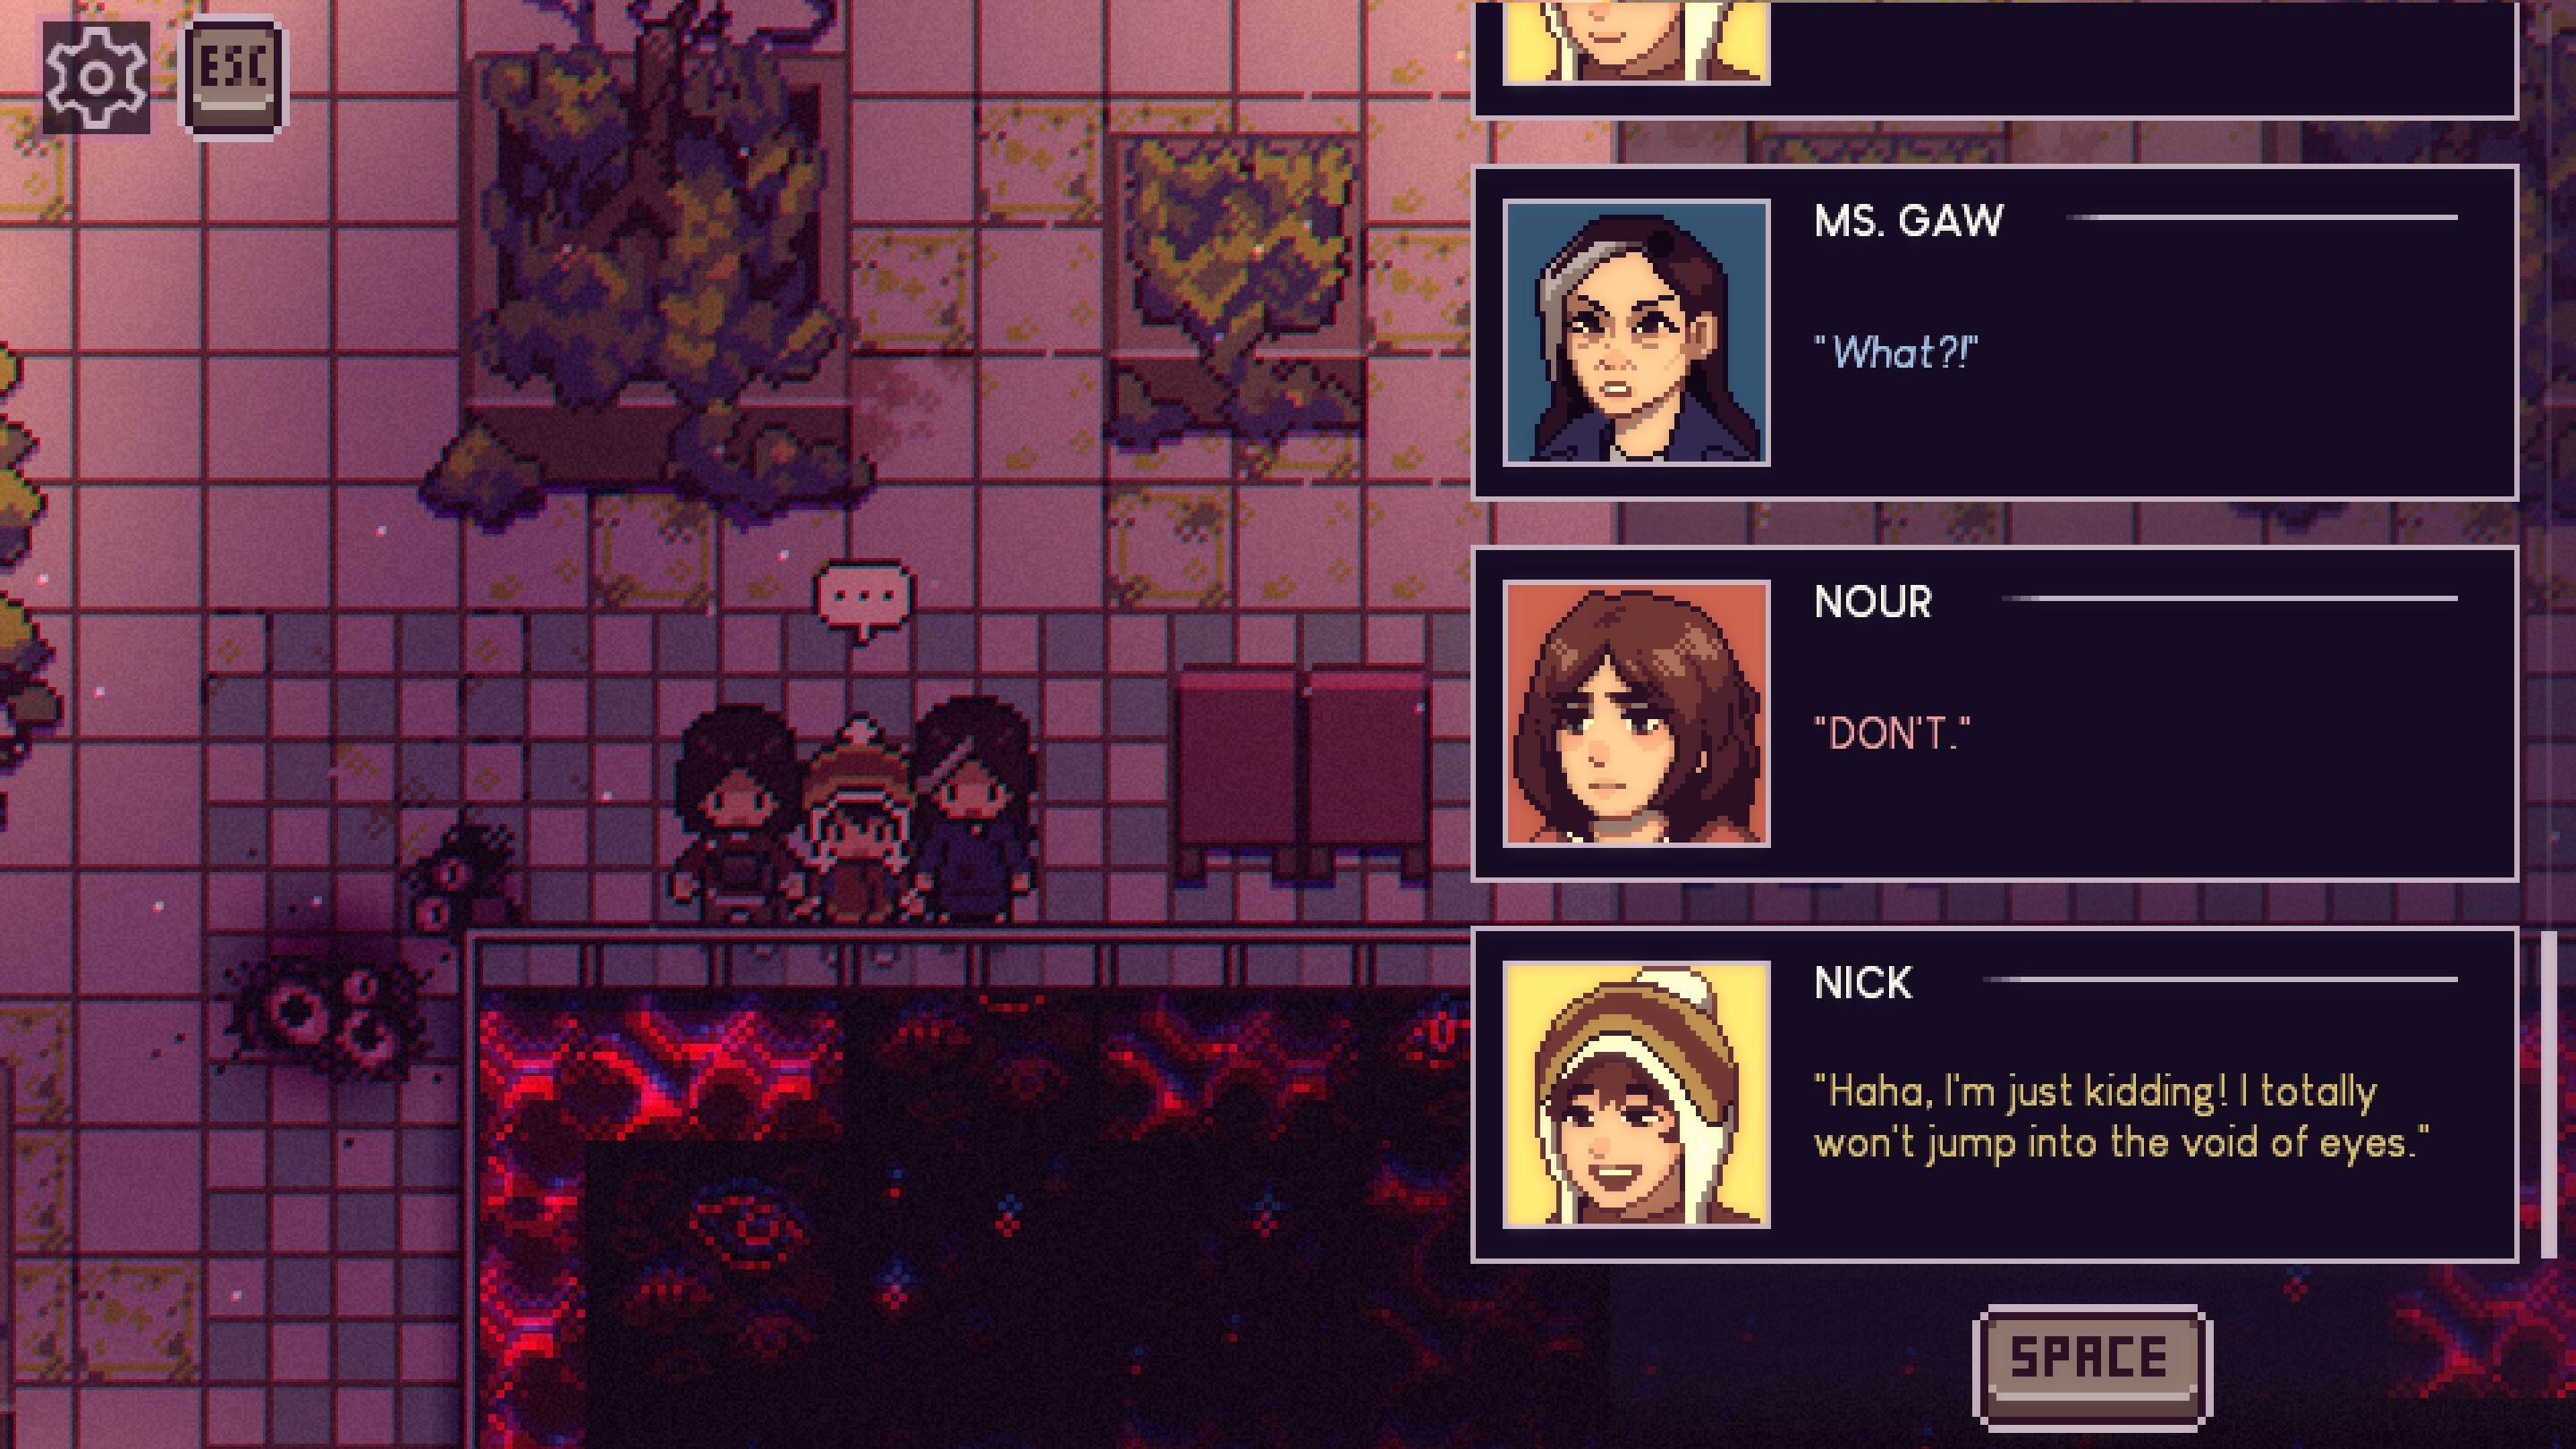 ESC
MS. GAW
"What?!"
NOUR
"DON'T."
NICK
"Haha, I'm just kidding! I totally
won't jump into the void of eyes."
SPACE